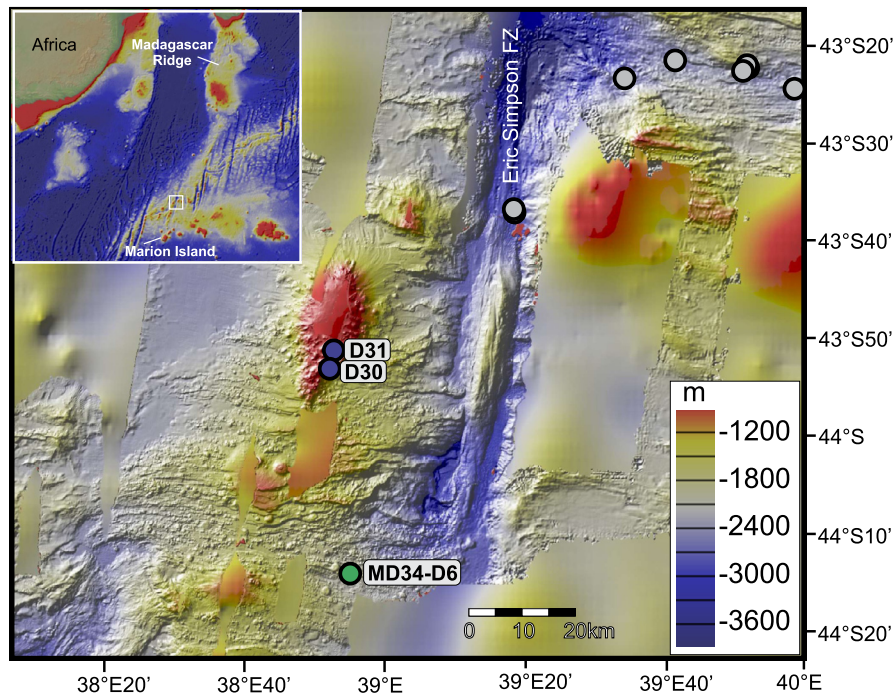 Africa
Madagascar
Ridge
Marion Island
Eric Simpson FZ
D31
D30
MD34-D6
m
-1200
-1800
-2400
-3000
-3600
0 10 20km
43°S20'
43°S30'
43°S40'
43°S50'
44°S
44°S10'
44°S20'
38°E20' 38°E40' 39°E 39°E20' 39°E40' 40°E